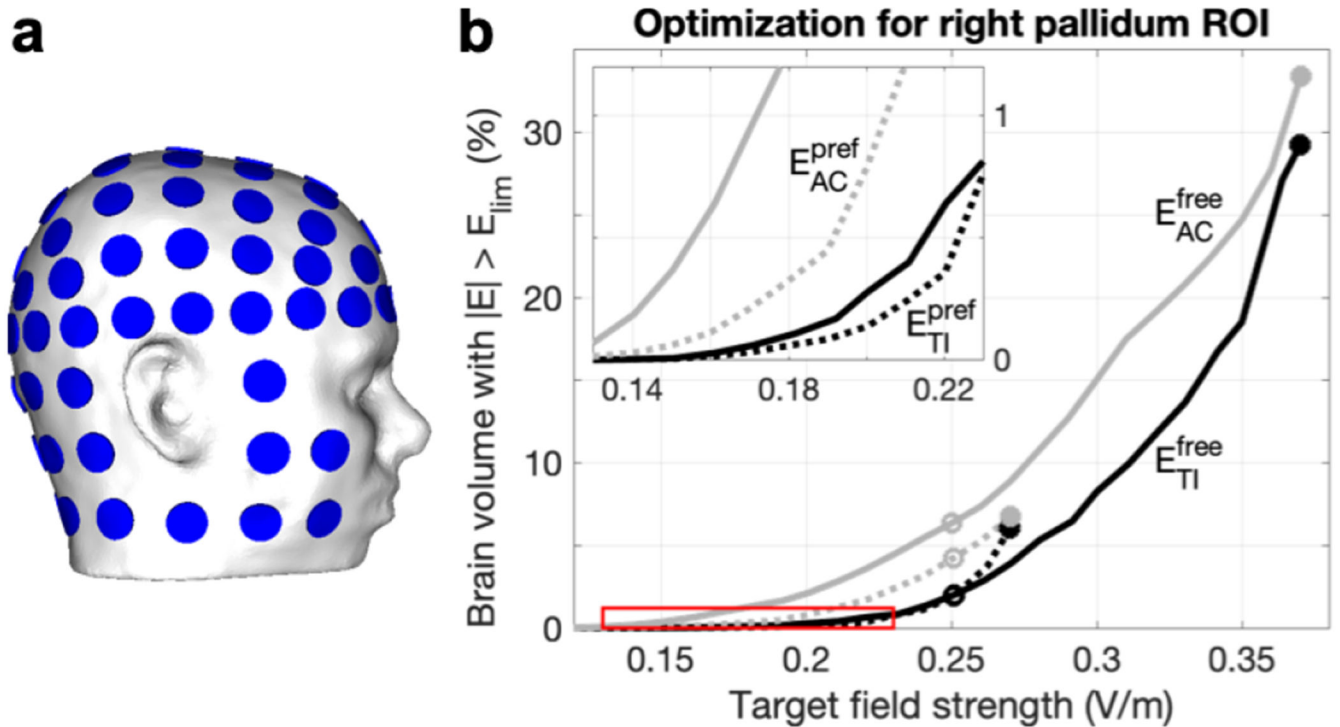 a
b
Optimization for right pallidum ROI
Brain volume with |E| > E_lim (%)
30
20
10
0
1
0
E^pref_AC
E^pref_TI
0.14 0.18 0.22
E^free_AC
E^free_TI
0.15 0.2 0.25 0.3 0.35
Target field strength (V/m)